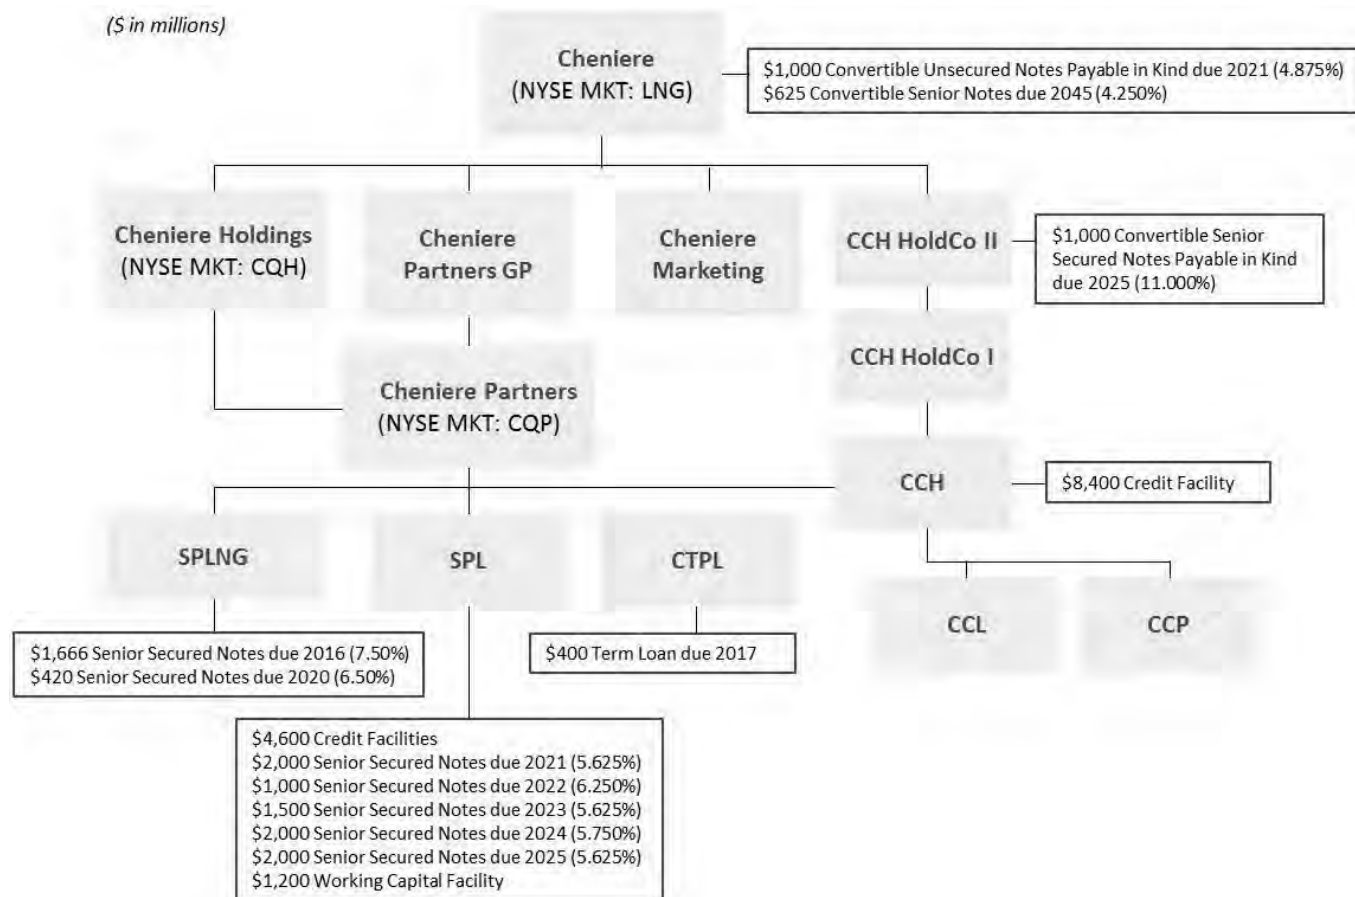 ($ in millions)
Cheniere
(NYSE MKT: LNG)
$1,000 Convertible Unsecured Notes Payable in Kind due 2021 (4.875%)
$625 Convertible Senior Notes due 2045 (4.250%)
Cheniere Holdings
(NYSE MKT: CQH)
Cheniere
Partners GP
Cheniere
Marketing
CCH HoldCo II
$1,000 Convertible Senior
Secured Notes Payable in Kind
due 2025 (11.000%)
CCH HoldCo I
Cheniere Partners
(NYSE MKT: CQP)
CCH
$8,400 Credit Facility
SPLNG
SPL
CTPL
CCL
CCP
$1,666 Senior Secured Notes due 2016 (7.50%)
$420 Senior Secured Notes due 2020 (6.50%)
$400 Term Loan due 2017
$4,600 Credit Facilities
$2,000 Senior Secured Notes due 2021 (5.625%)
$1,000 Senior Secured Notes due 2022 (6.250%)
$1,500 Senior Secured Notes due 2023 (5.625%)
$2,000 Senior Secured Notes due 2024 (5.750%)
$2,000 Senior Secured Notes due 2025 (5.625%)
$1,200 Working Capital Facility